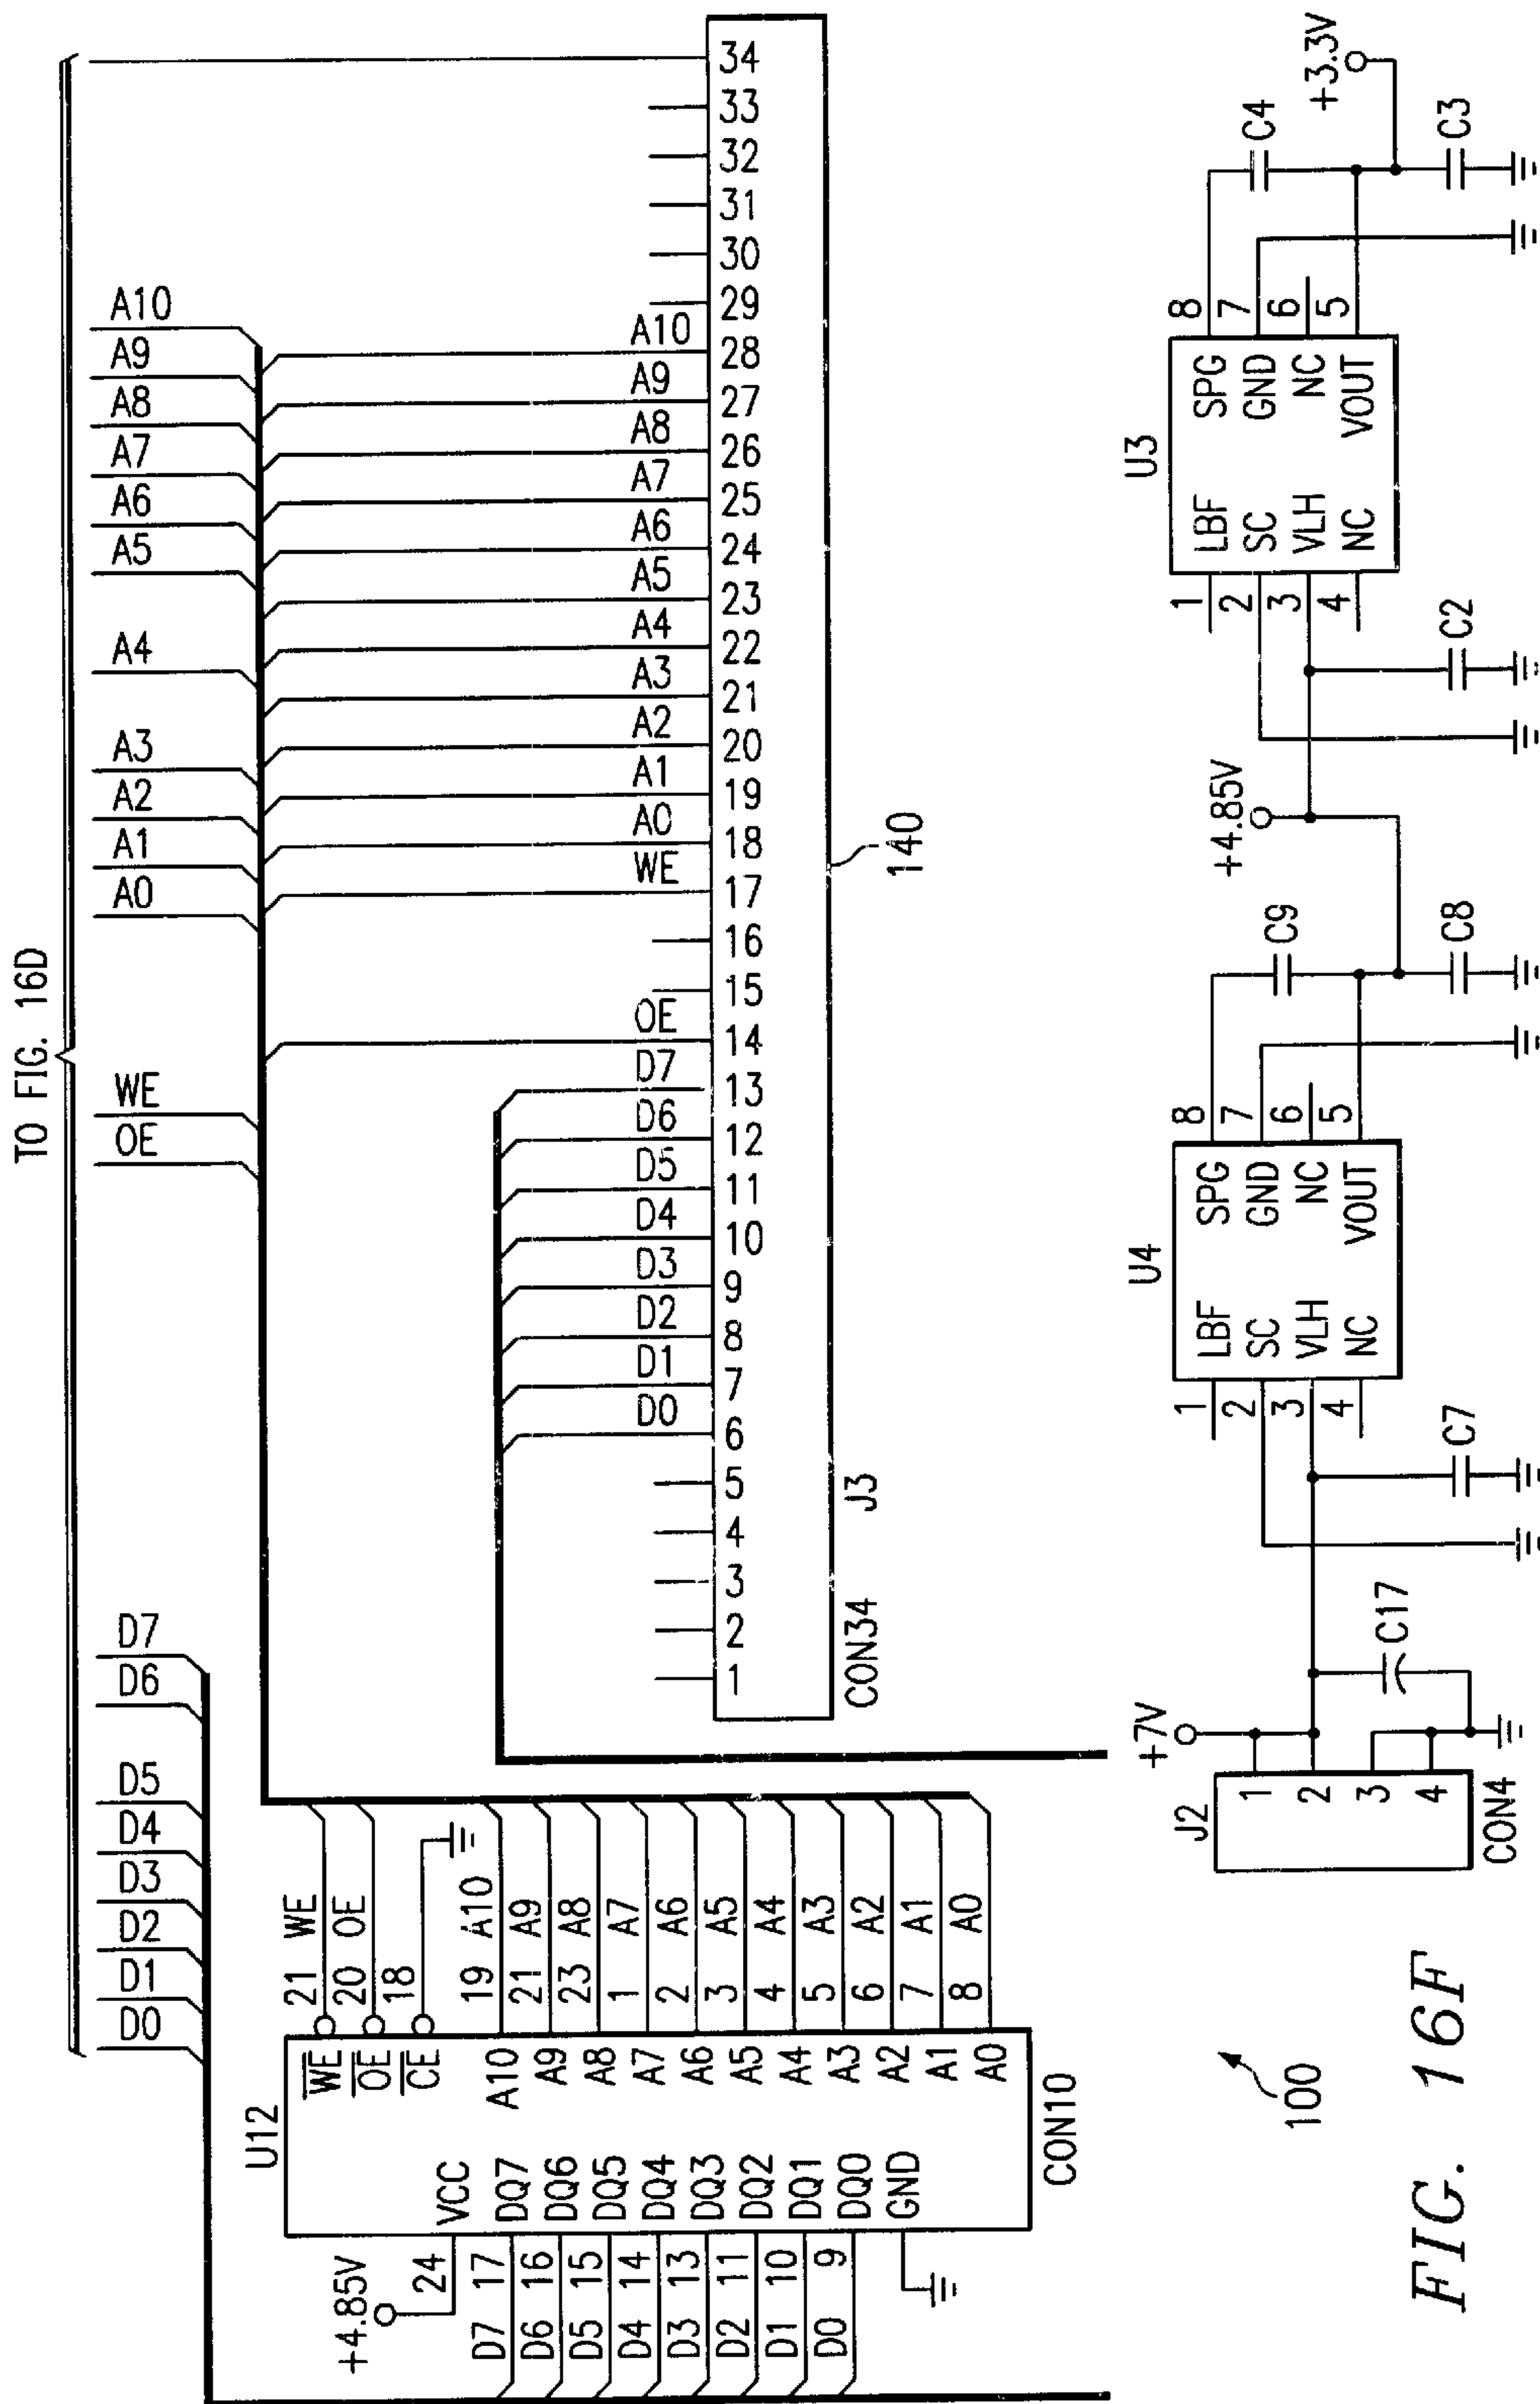 TO FIG. 16D
D0 D1 D2 D3 D4 D5 D6 D7 OE WE A0 A1 A2 A3 A4 A5 A6 A7 A8 A9 A10
U12
+4.85V
24 VCC
D7 17 DQ7
D6 16 DQ6
D5 15 DQ5
D4 14 DQ4
D3 13 DQ3
D2 11 DQ2
D1 10 DQ1
D0 9 DQ0
GND
WE 21 WE
OE 20 OE
CE 18
A10 19 A10
A9 21 A9
A8 23 A8
A7 1 A7
A6 2 A6
A5 3 A5
A4 4 A4
A3 5 A3
A2 6 A2
A1 7 A1
A0 8 A0
CON10
D0 D1 D2 D3 D4 D5 D6 D7 OE WE A0 A1 A2 A3 A4 A5 A6 A7 A8 A9 A10
1 2 3 4 5 6 7 8 9 10 11 12 13 14 15 16 17 18 19 20 21 22 23 24 25 26 27 28 29 30 31 32 33 34
CON34 J3
140
J2
+7V
1
2
3
4
CON4
C17
C7
U4
1 LBF SPG 8
2 SC GND 7
3 VLH NC 6
4 NC VOUT 5
C9
C8
+4.85V
C2
U3
1 LBF SPG 8
2 SC GND 7
3 VLH NC 6
4 NC VOUT 5
C4
C3
+3.3V
100
FIG. 16F